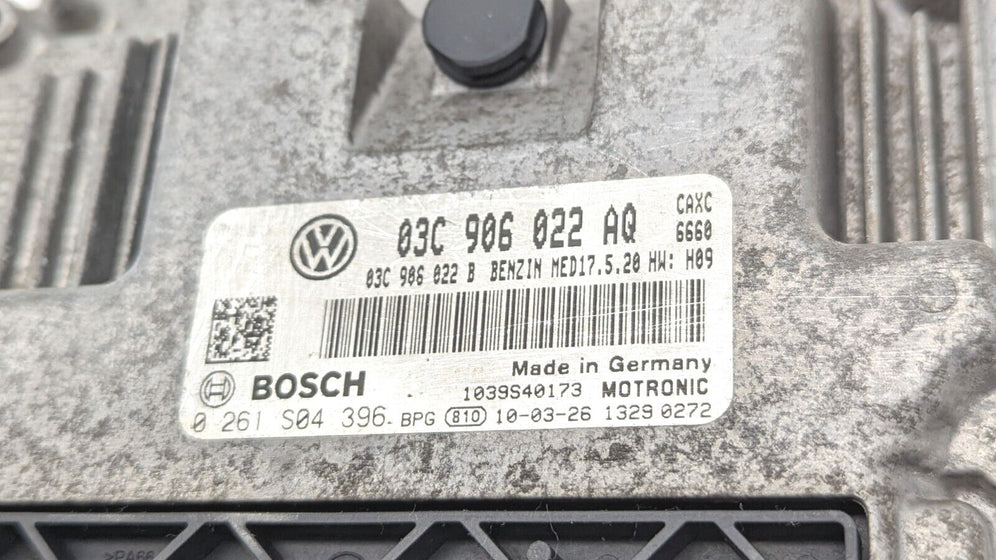 03C 906 022 AQ CAXC
6660
03C 906 022 B BENZIN MED17.5.20 HW: H09
Made in Germany
BOSCH 1039S40173 MOTRONIC
0 261 S04 396 BPG 810 10-03-26 1329 0272
>PA66